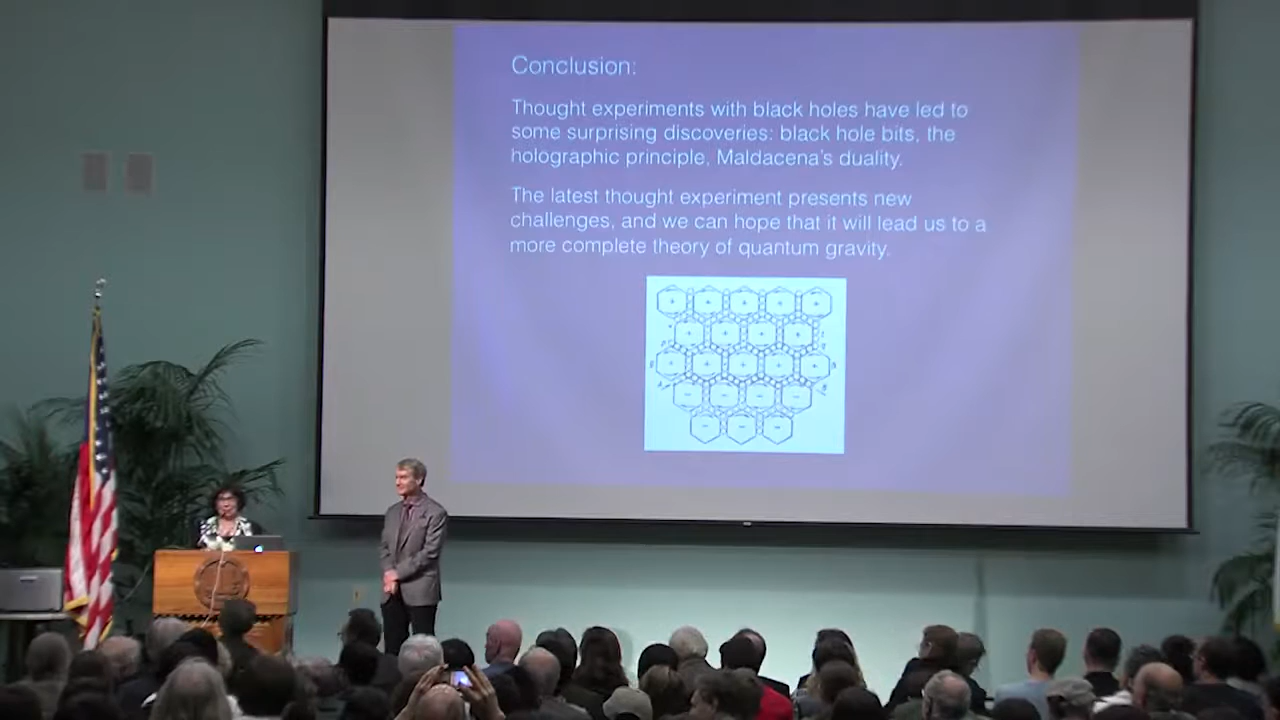 Conclusion:
Thought experiments with black holes have led to
some surprising discoveries: black hole bits, the
holographic principle, Maldacena's duality.
The latest thought experiment presents new
challenges, and we can hope that it will lead us to a
more complete theory of quantum gravity.